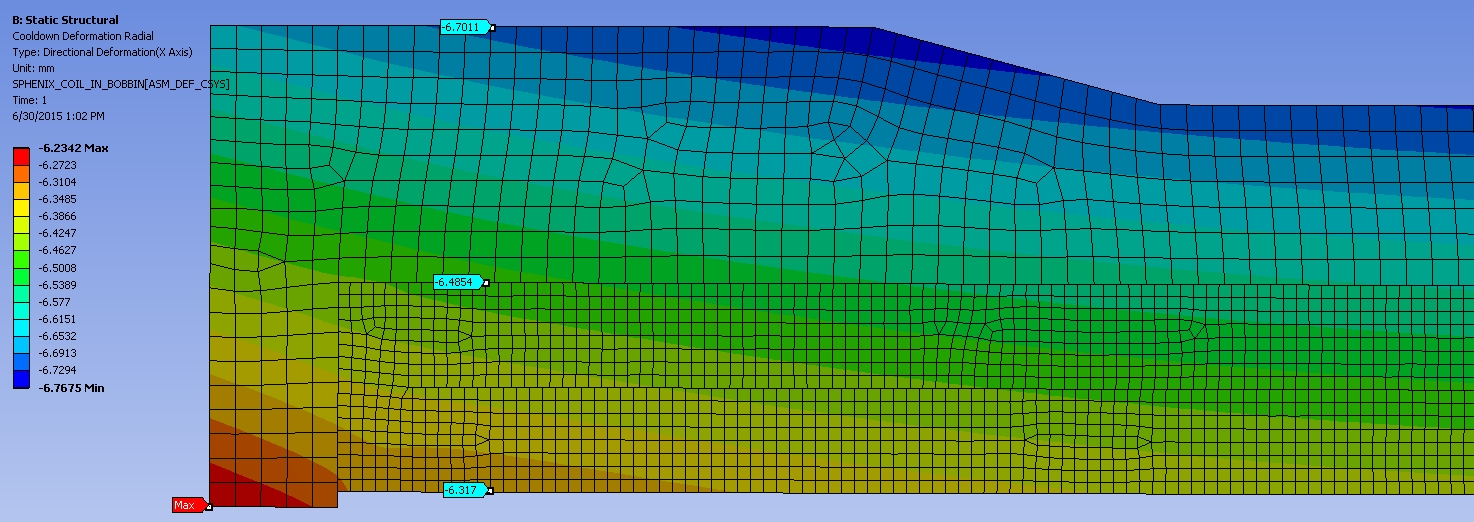 B: Static Structural
Cooldown Deformation Radial
Type: Directional Deformation(X Axis)
Unit: mm
SPHENIX_COIL_IN_BOBBIN[ASM_DEF_CSYS]
Time: 1
6/30/2015 1:02 PM
-6.2342 Max
-6.2723
-6.3104
-6.3485
-6.3866
-6.4247
-6.4627
-6.5008
-6.5389
-6.577
-6.6151
-6.6532
-6.6913
-6.7294
-6.7675 Min
-6.7011
-6.4854
-6.317
Max